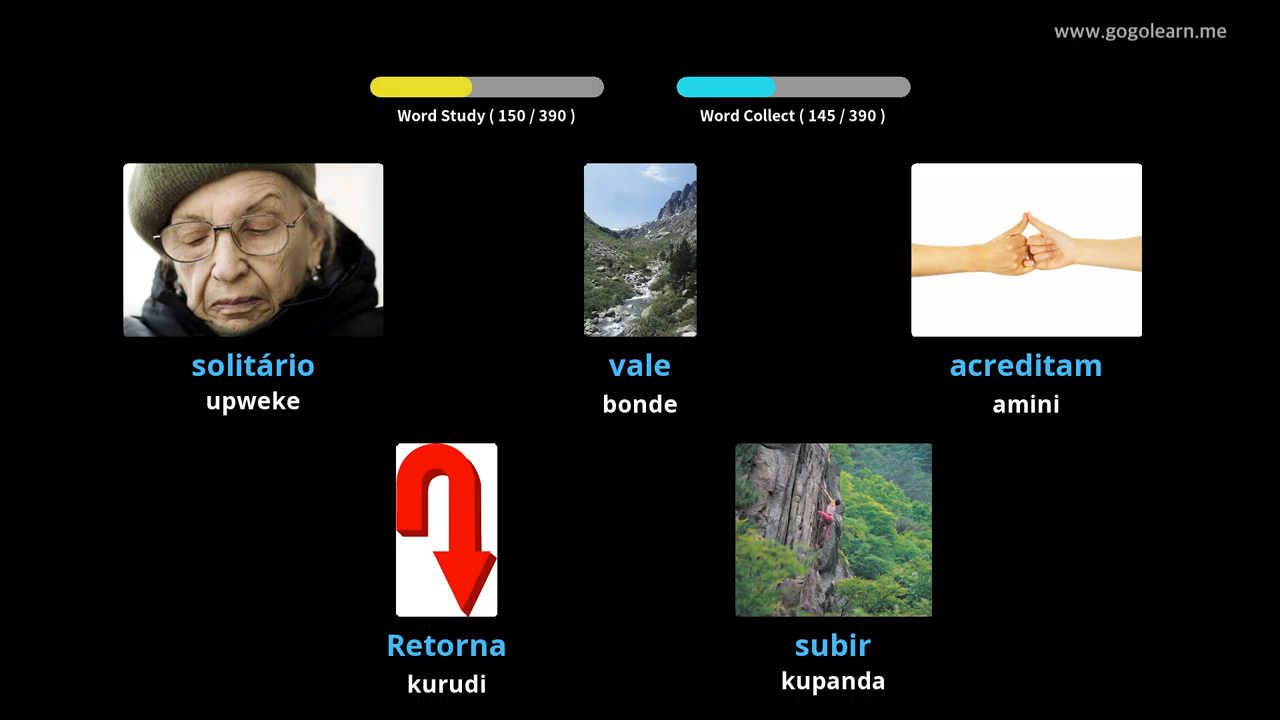 www.gogolearn.me
Word Study ( 150 / 390 )
Word Collect ( 145 / 390 )
solitário
upweke
vale
bonde
acreditam
amini
Retorna
kurudi
subir
kupanda